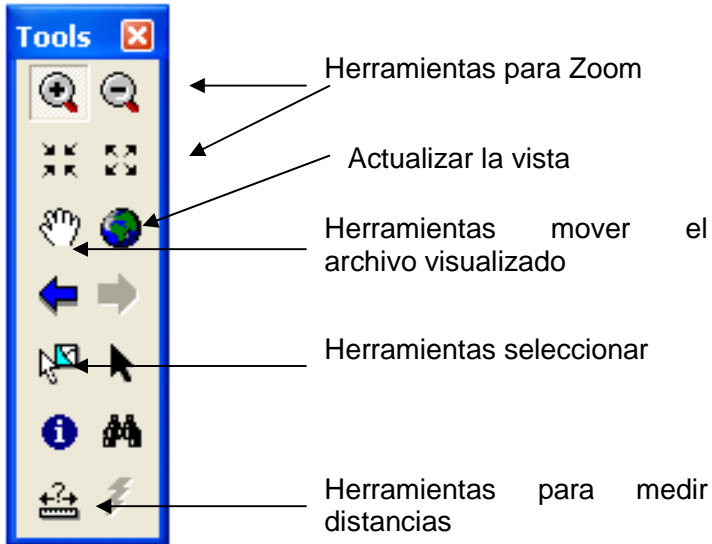 Tools
Herramientas para Zoom
Actualizar la vista
Herramientas mover el
archivo visualizado
Herramientas seleccionar
Herramientas para medir
distancias